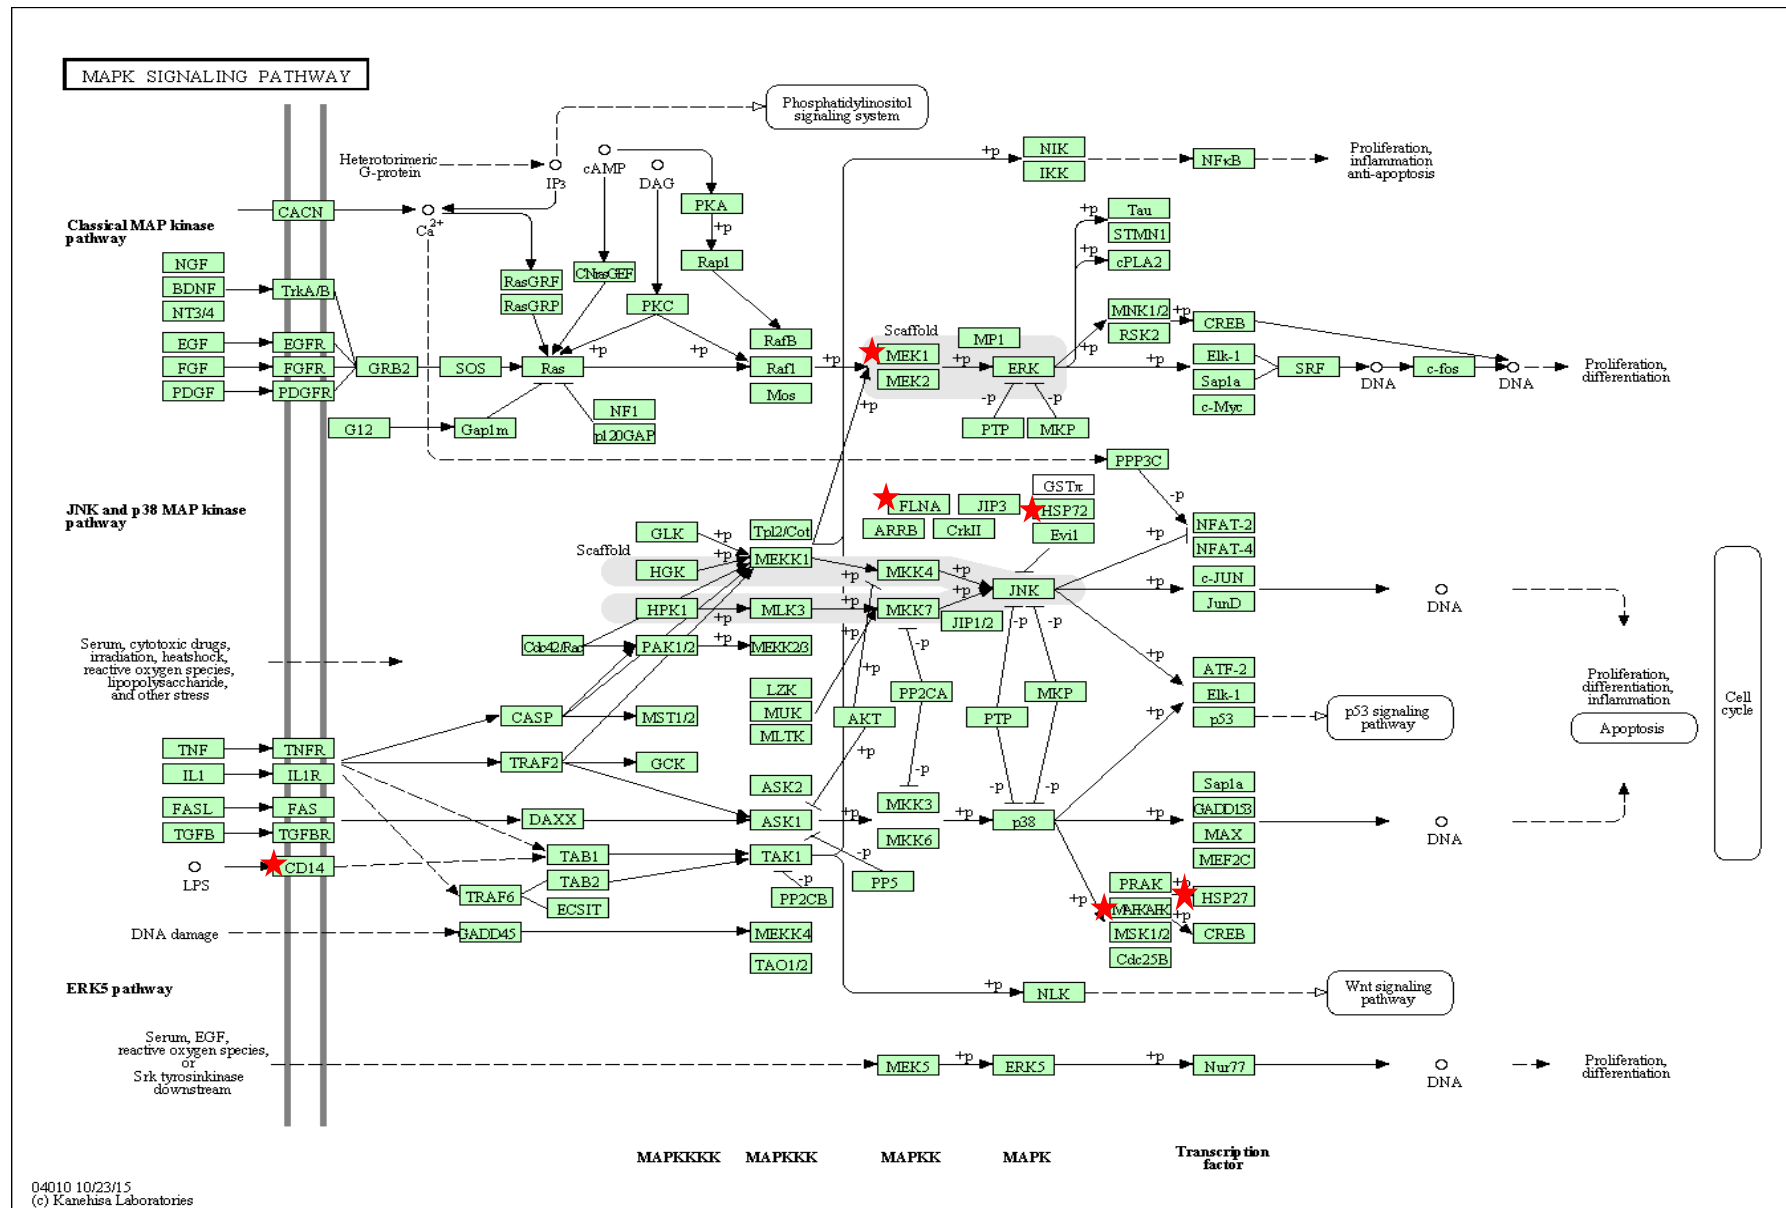 MAPK SIGNALING PATHWAY
Phosphatidylinositol
signaling system
Heterotorimeric
G-protein
IP3
cAMP
DAG
+p
NIK
IKK
NFκB
Proliferation,
inflammation
anti-apoptosis
CACN
Ca2+
PKA
+p
Rap1
Classical MAP kinase
pathway
NGF
BDNF
NT3/4
TrkA/B
RasGRF
RasGRP
CNrasGEF
PKC
+p
Tau
STMN1
+p
cPLA2
EGF
EGFR
FGF
FGFR
PDGF
PDGFR
GRB2
SOS
Ras
+p
+p
RafB
Raf1
Mos
+p
Scaffold
MEK1
MEK2
+p
MP1
ERK
+p
+p
MNK1/2
RSK2
+p
CREB
Elk-1
Sap1a
c-Myc
SRF
DNA
c-fos
DNA
Proliferation,
differentiation
G12
Gap1m
NF1
p120GAP
+p
-p
-p
PTP
MKP
PPP3C
-p
JNK and p38 MAP kinase
pathway
FLNA
JIP3
GSTπ
HSP72
ARRB
CrkII
Evi1
Scaffold
GLK
HGK
HPK1
+p
+p
+p
Tpl2/Cot
MEKK1
MLK3
MEKK2/3
+p
+p
MKK4
MKK7
+p
+p
JNK
JIP1/2
+p
+p
+p
NFAT-2
NFAT-4
c-JUN
JunD
DNA
Cdc42/Rac
PAK1/2
+p
Serum, cytotoxic drugs,
irradiation, heatshock,
reactive oxygen species,
lipopolysaccharide,
and other stress
-p
+p
-p
-p
LZK
MUK
MLTK
PP2CA
AKT
+p
PTP
MKP
+p
ATF-2
Elk-1
p53
p53 signaling
pathway
Proliferation,
differentiation,
inflammation
Apoptosis
Cell
cycle
CASP
MST1/2
TNF
TNFR
TRAF2
GCK
IL1
IL1R
ASK2
-p
-p
-p
FASL
FAS
TGFB
TGFBR
DAXX
ASK1
+p
MKK3
MKK6
+p
p38
+p
Sap1a
GADD153
MAX
MEF2C
DNA
LPS
CD14
TAB1
TAB2
ECSIT
TRAF6
TAK1
-p
-p
PP2CB
PP5
+p
PRAK
MAPKAPK
MSK1/2
Cdc25B
+p
+p
HSP27
CREB
DNA damage
GADD45
MEKK4
TAO1/2
ERK5 pathway
+p
NLK
Wnt signaling
pathway
Serum, EGF,
reactive oxygen species,
or
Srk tyrosinkinase
downstream
MEK5
+p
ERK5
+p
Nur77
DNA
Proliferation,
differentiation
MAPKKKK
MAPKKK
MAPKK
MAPK
Transcription
factor
04010 10/23/15
(c) Kanehisa Laboratories